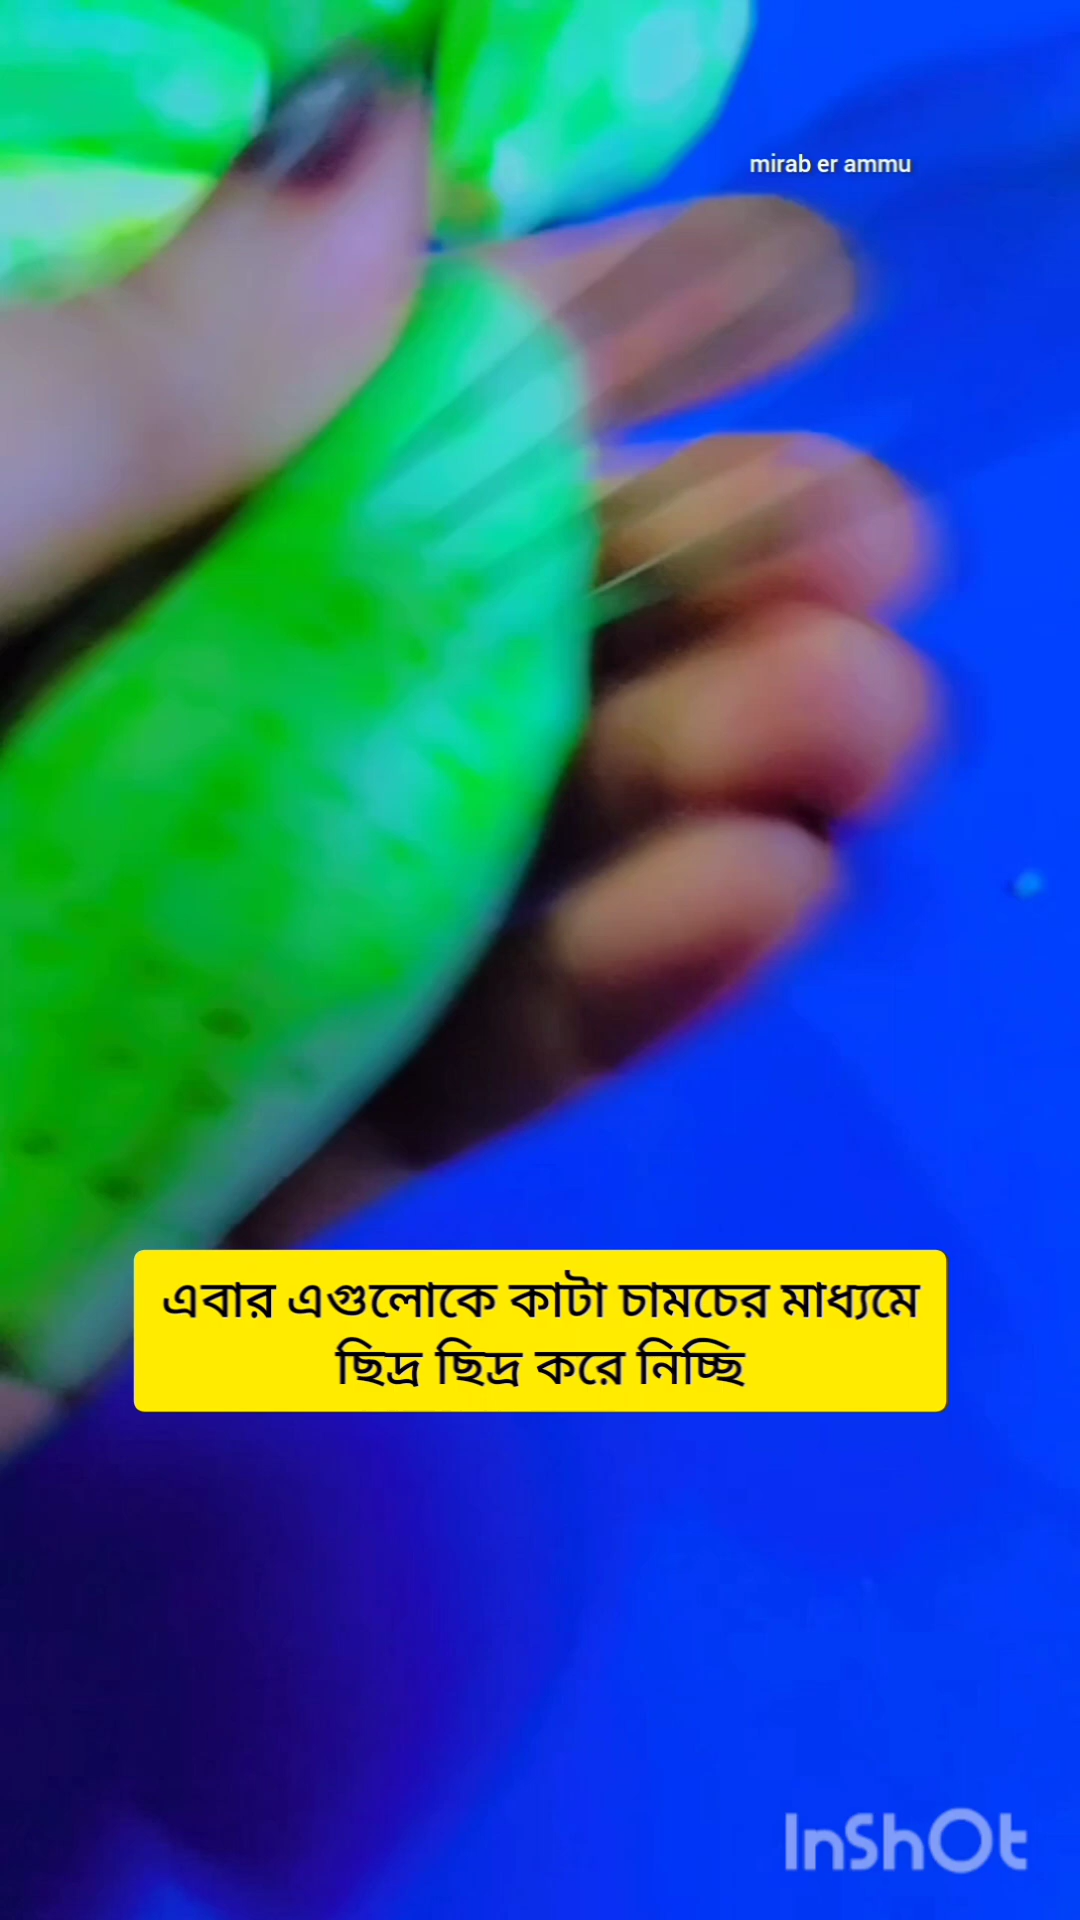 mirab er ammu
এবার এগুলোকে কাটা চামচের মাধ্যমে
ছিদ্র ছিদ্র করে নিচ্ছি
InShOt